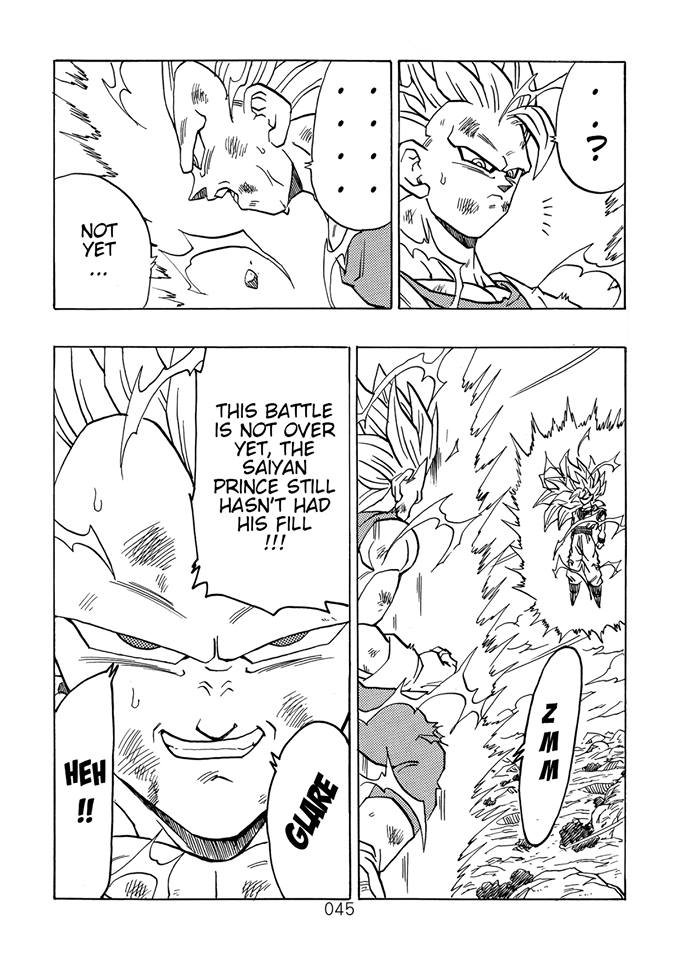 . . ?
. . . .
NOT
YET
...
ZMM
THIS BATTLE
IS NOT OVER
YET, THE
SAIYAN
PRINCE STILL
HASN'T HAD
HIS FILL
!!!
GLARE
HEH
!!
045